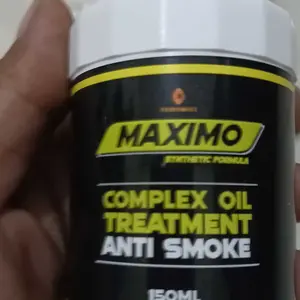 MAXIMO
SYNTHETIC FORMULA
COMPLEX OIL
TREATMENT
ANTI SMOKE
150ML